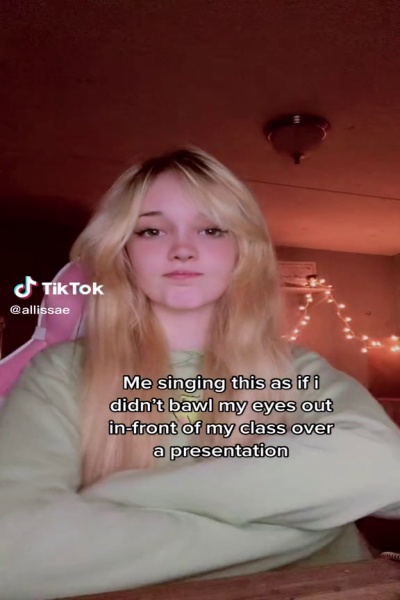 TikTok
@allissae
Me singing this as if i
didn't bawl my eyes out
in-front of my class over
a presentation